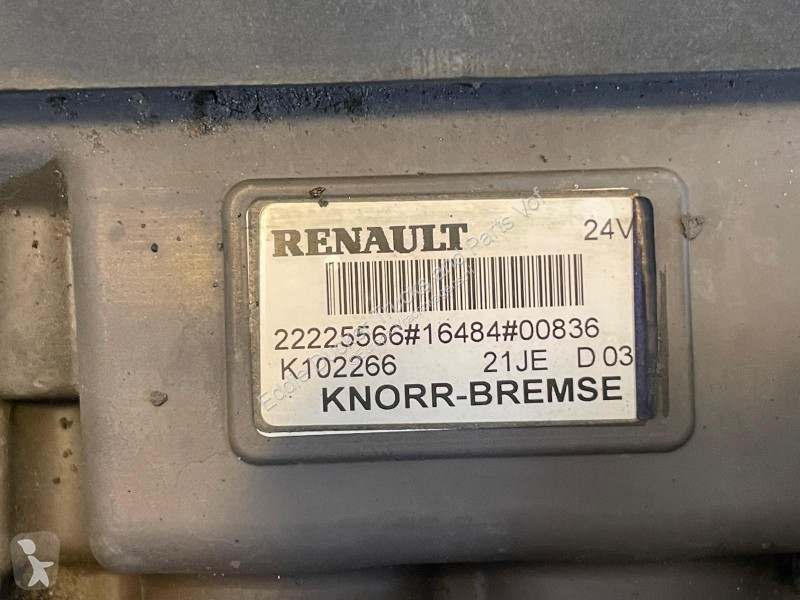 RENAULT 24V
22225566#16484#00836
K102266 21JE D 03
KNORR-BREMSE